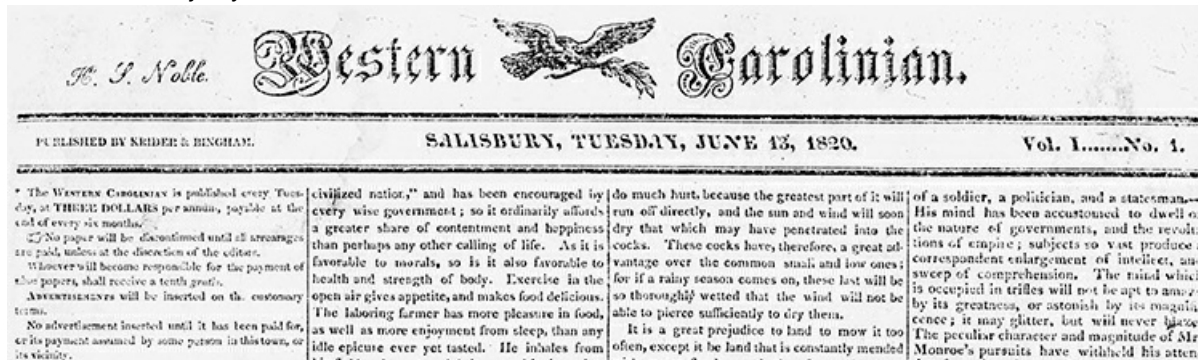 H. S. Noble.
Western Carolinian.
PUBLISHED BY KRIDER & BINGHAM.
SALISBURY, TUESDAY, JUNE 13, 1820.
Vol. I.......No. 1.
The WESTERN CAROLINIAN is published every Tues-
day, at THREE DOLLARS per annum, payable at the
end of every six months.
No paper will be discontinued until all arrearages
are paid, unless at the discretion of the editors.
Whoever will become responsible for the payment of
nine papers, shall receive a tenth gratis.
ADVERTISEMENTS will be inserted on the customary
terms.
No advertisement inserted until it has been paid for,
or its payment assumed by some person in this town, or
its vicinity.
civilized nation," and has been encouraged by
every wise government; so it ordinarily affords
a greater share of contentment and happiness
than perhaps any other calling of life. As it is
favorable to morals, so is it also favorable to
health and strength of body. Exercise in the
open air gives appetite, and makes food delicious.
The laboring farmer has more pleasure in food,
as well as more enjoyment from sleep, than any
idle epicure ever yet tasted. He inhales from
do much hurt, because the greatest part of it will
run off directly, and the sun and wind will soon
dry that which may have penetrated into the
cocks. These cocks have, therefore, a great ad-
vantage over the common small and low ones;
for if a rainy season comes on, these last will be
so thoroughly wetted that the wind will not be
able to pierce sufficiently to dry them.
It is a great prejudice to land to mow it too
often, except it be land that is constantly mended
of a soldier, a politician, and a statesman.
His mind has been accustomed to dwell o
the nature of governments, and the revolu
tions of empire; subjects so vast produce
correspondent enlargement of intellect, an
sweep of comprehension. The mind which
is occupied in trifles will not be apt to amaz
by its greatness, or astonish by its magnifi
cence; it may glitter, but will never blaze
The peculiar character and magnitude of M
Monroe's pursuits have withheld his atten